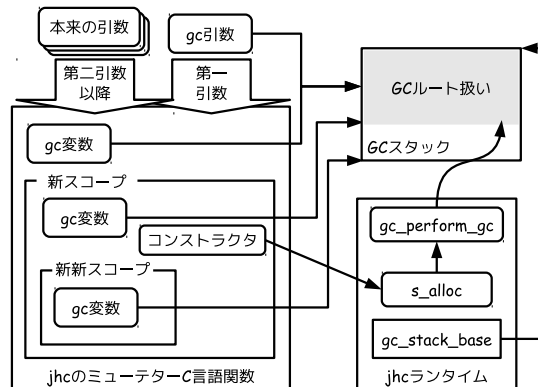 本来の引数
gc引数
第二引数
以降
第一
引数
GCルート扱い
GCスタック
gc変数
新スコープ
gc変数
コンストラクタ
新新スコープ
gc変数
gc_perform_gc
s_alloc
gc_stack_base
jhcのミューテターC言語関数
jhcランタイム